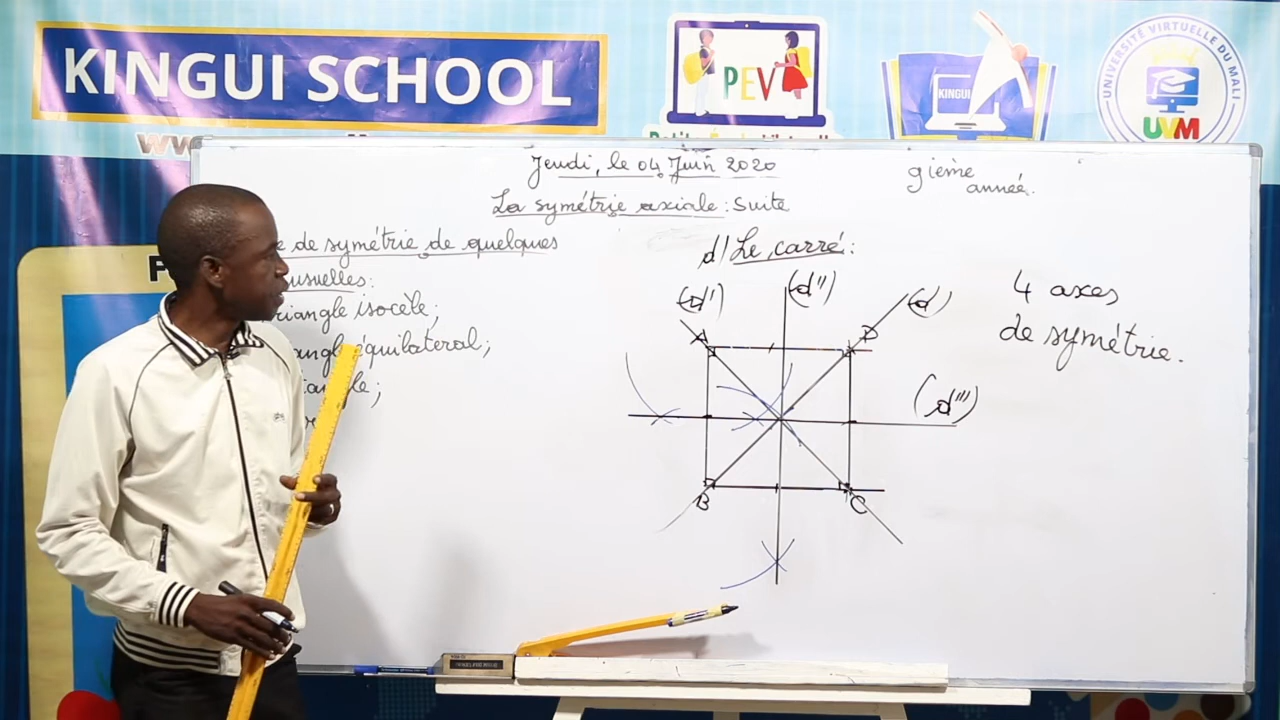 KINGUI SCHOOL
PEV
KINGUI
UNIVERSITÉ VIRTUELLE DU MALI
UVM
Jeudi, le 04 Juin 2020
9ième année.
La symétrie axiale : Suite
de symétrie de quelques
usuelles :
triangle isocèle ;
équilateral ;
d/ Le carré :
(d') (d'') (d)
A D
(d''')
B C
4 axes
de symétrie.